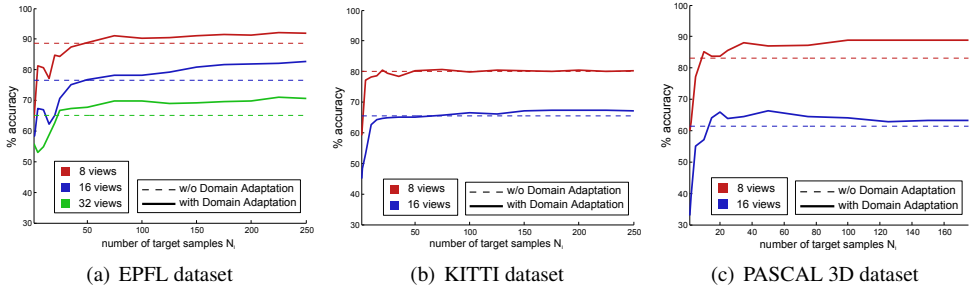 100
90
80
70
60
50
40
30
% accuracy
8 views
16 views
32 views
w/o Domain Adaptation
with Domain Adaptation
50 100 150 200 250
number of target samples Ni
(a) EPFL dataset
100
90
80
70
60
50
40
30
% accuracy
8 views
16 views
w/o Domain Adaptation
with Domain Adaptation
50 100 150 200 250
number of target samples Ni
(b) KITTI dataset
100
90
80
70
60
50
40
30
% accuracy
8 views
16 views
w/o Domain Adaptation
with Domain Adaptation
20 40 60 80 100 120 140 160
number of target samples Ni
(c) PASCAL 3D dataset